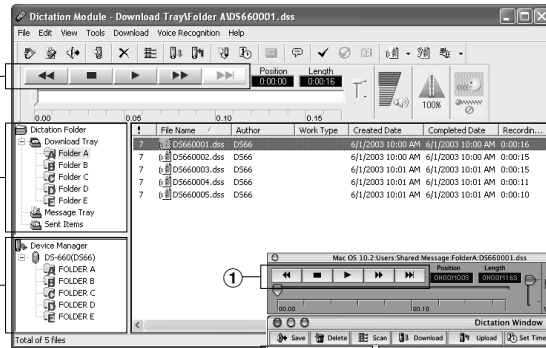 Dictation Module - Download Tray\Folder A\DS660001.dss
File Edit View Tools Download Voice Recognition Help
Position Length
0:00:00 0:00:16
0.00 0.05 0.10 0.15
100%
Dictation Folder
Download Tray
Folder A
Folder B
Folder C
Folder D
Folder E
Message Tray
Sent Items
! File Name Author Work Type Created Date Completed Date Recordin...
7 DS660001.dss DS66 6/1/2003 10:00 AM 6/1/2003 10:00 AM 0:00:16
7 DS660002.dss DS66 6/1/2003 10:00 AM 6/1/2003 10:00 AM 0:00:15
7 DS660003.dss DS66 6/1/2003 10:01 AM 6/1/2003 10:01 AM 0:00:15
7 DS660004.dss DS66 6/1/2003 10:01 AM 6/1/2003 10:01 AM 0:00:11
7 DS660005.dss DS66 6/1/2003 10:01 AM 6/1/2003 10:01 AM 0:00:10
Device Manager
DS-660(DS66)
FOLDER A
FOLDER B
FOLDER C
FOLDER D
FOLDER E
Total of 5 files
1
Mac OS 10.2:Users:Shared:Message:FolderA:DS660001.dss
Position Length
0H00M00S 0H00M16S
00.00 00.10
Dictation Window
Save Delete Scan Download Upload Set Time